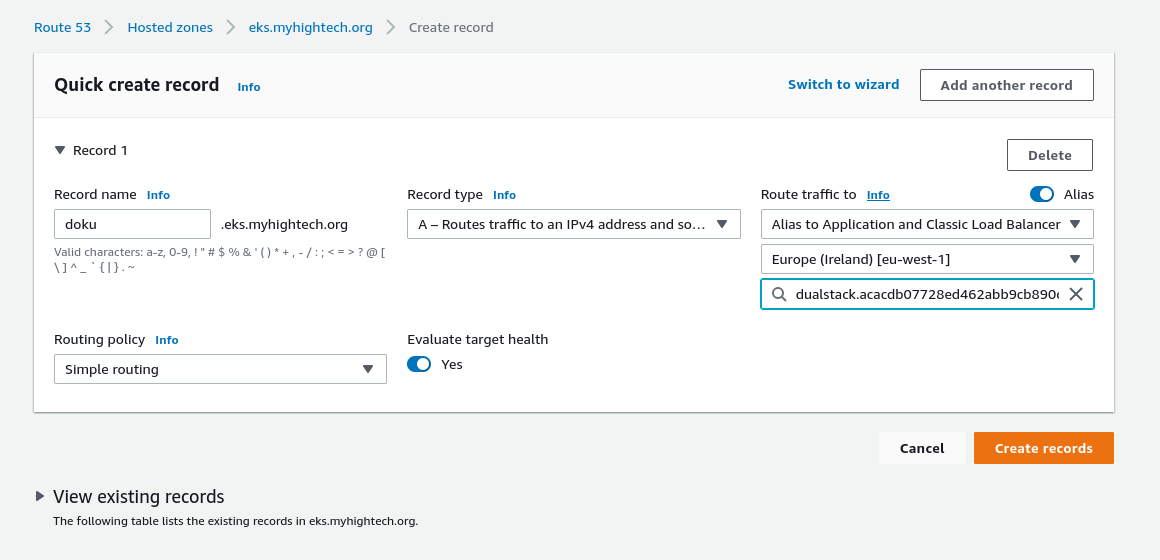 Route 53 Hosted zones eks.myhightech.org Create record
Quick create record Info Switch to wizard Add another record
Record 1
Delete
Record name Info
doku .eks.myhightech.org
Valid characters: a-z, 0-9, ! " # $ % & ' ( ) * + , - / : ; < = > ? @ [
\ ] ^ _ ` { | } . ~
Record type Info
A – Routes traffic to an IPv4 address and so...
Route traffic to Info Alias
Alias to Application and Classic Load Balancer
Europe (Ireland) [eu-west-1]
dualstack.acacdb07728ed462abb9cb890
Routing policy Info
Simple routing
Evaluate target health
Yes
Cancel Create records
View existing records
The following table lists the existing records in eks.myhightech.org.